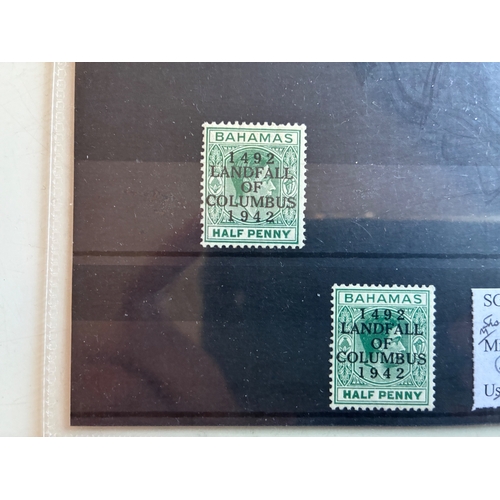 BAHAMAS
1492
LANDFALL
OF
COLUMBUS
1942
HALF PENNY
BAHAMAS
1492
LANDFALL
OF
COLUMBUS
1942
HALF PENNY